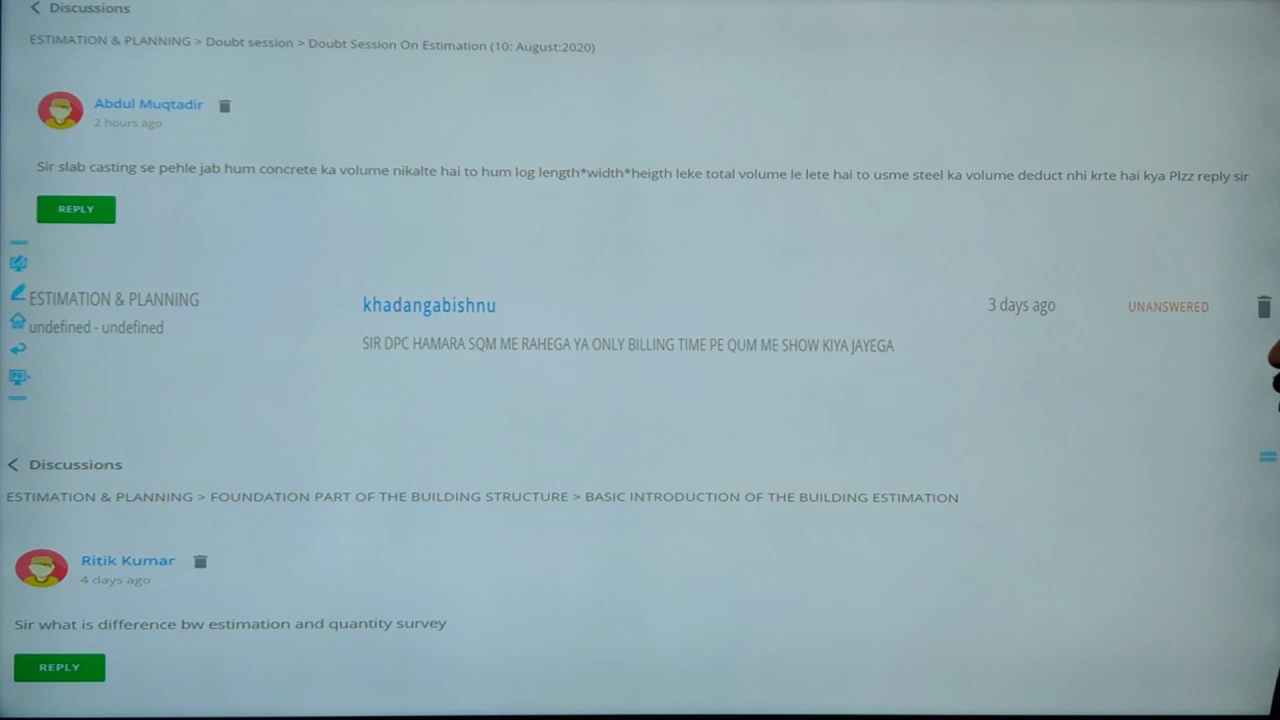 Discussions
ESTIMATION & PLANNING > Doubt session > Doubt Session On Estimation (10: August:2020)
Abdul Muqtadir
2 hours ago
Sir slab casting se pehle jab hum concrete ka volume nikalte hai to hum log length*width*heigth leke total volume le lete hai to usme steel ka volume deduct nhi krte hai kya Plzz reply sir
REPLY
ESTIMATION & PLANNING
undefined - undefined
khadangabishnu
3 days ago
UNANSWERED
SIR DPC HAMARA SQM ME RAHEGA YA ONLY BILLING TIME PE QUM ME SHOW KIYA JAYEGA
Discussions
ESTIMATION & PLANNING > FOUNDATION PART OF THE BUILDING STRUCTURE > BASIC INTRODUCTION OF THE BUILDING ESTIMATION
Ritik Kumar
4 days ago
Sir what is difference bw estimation and quantity survey
REPLY